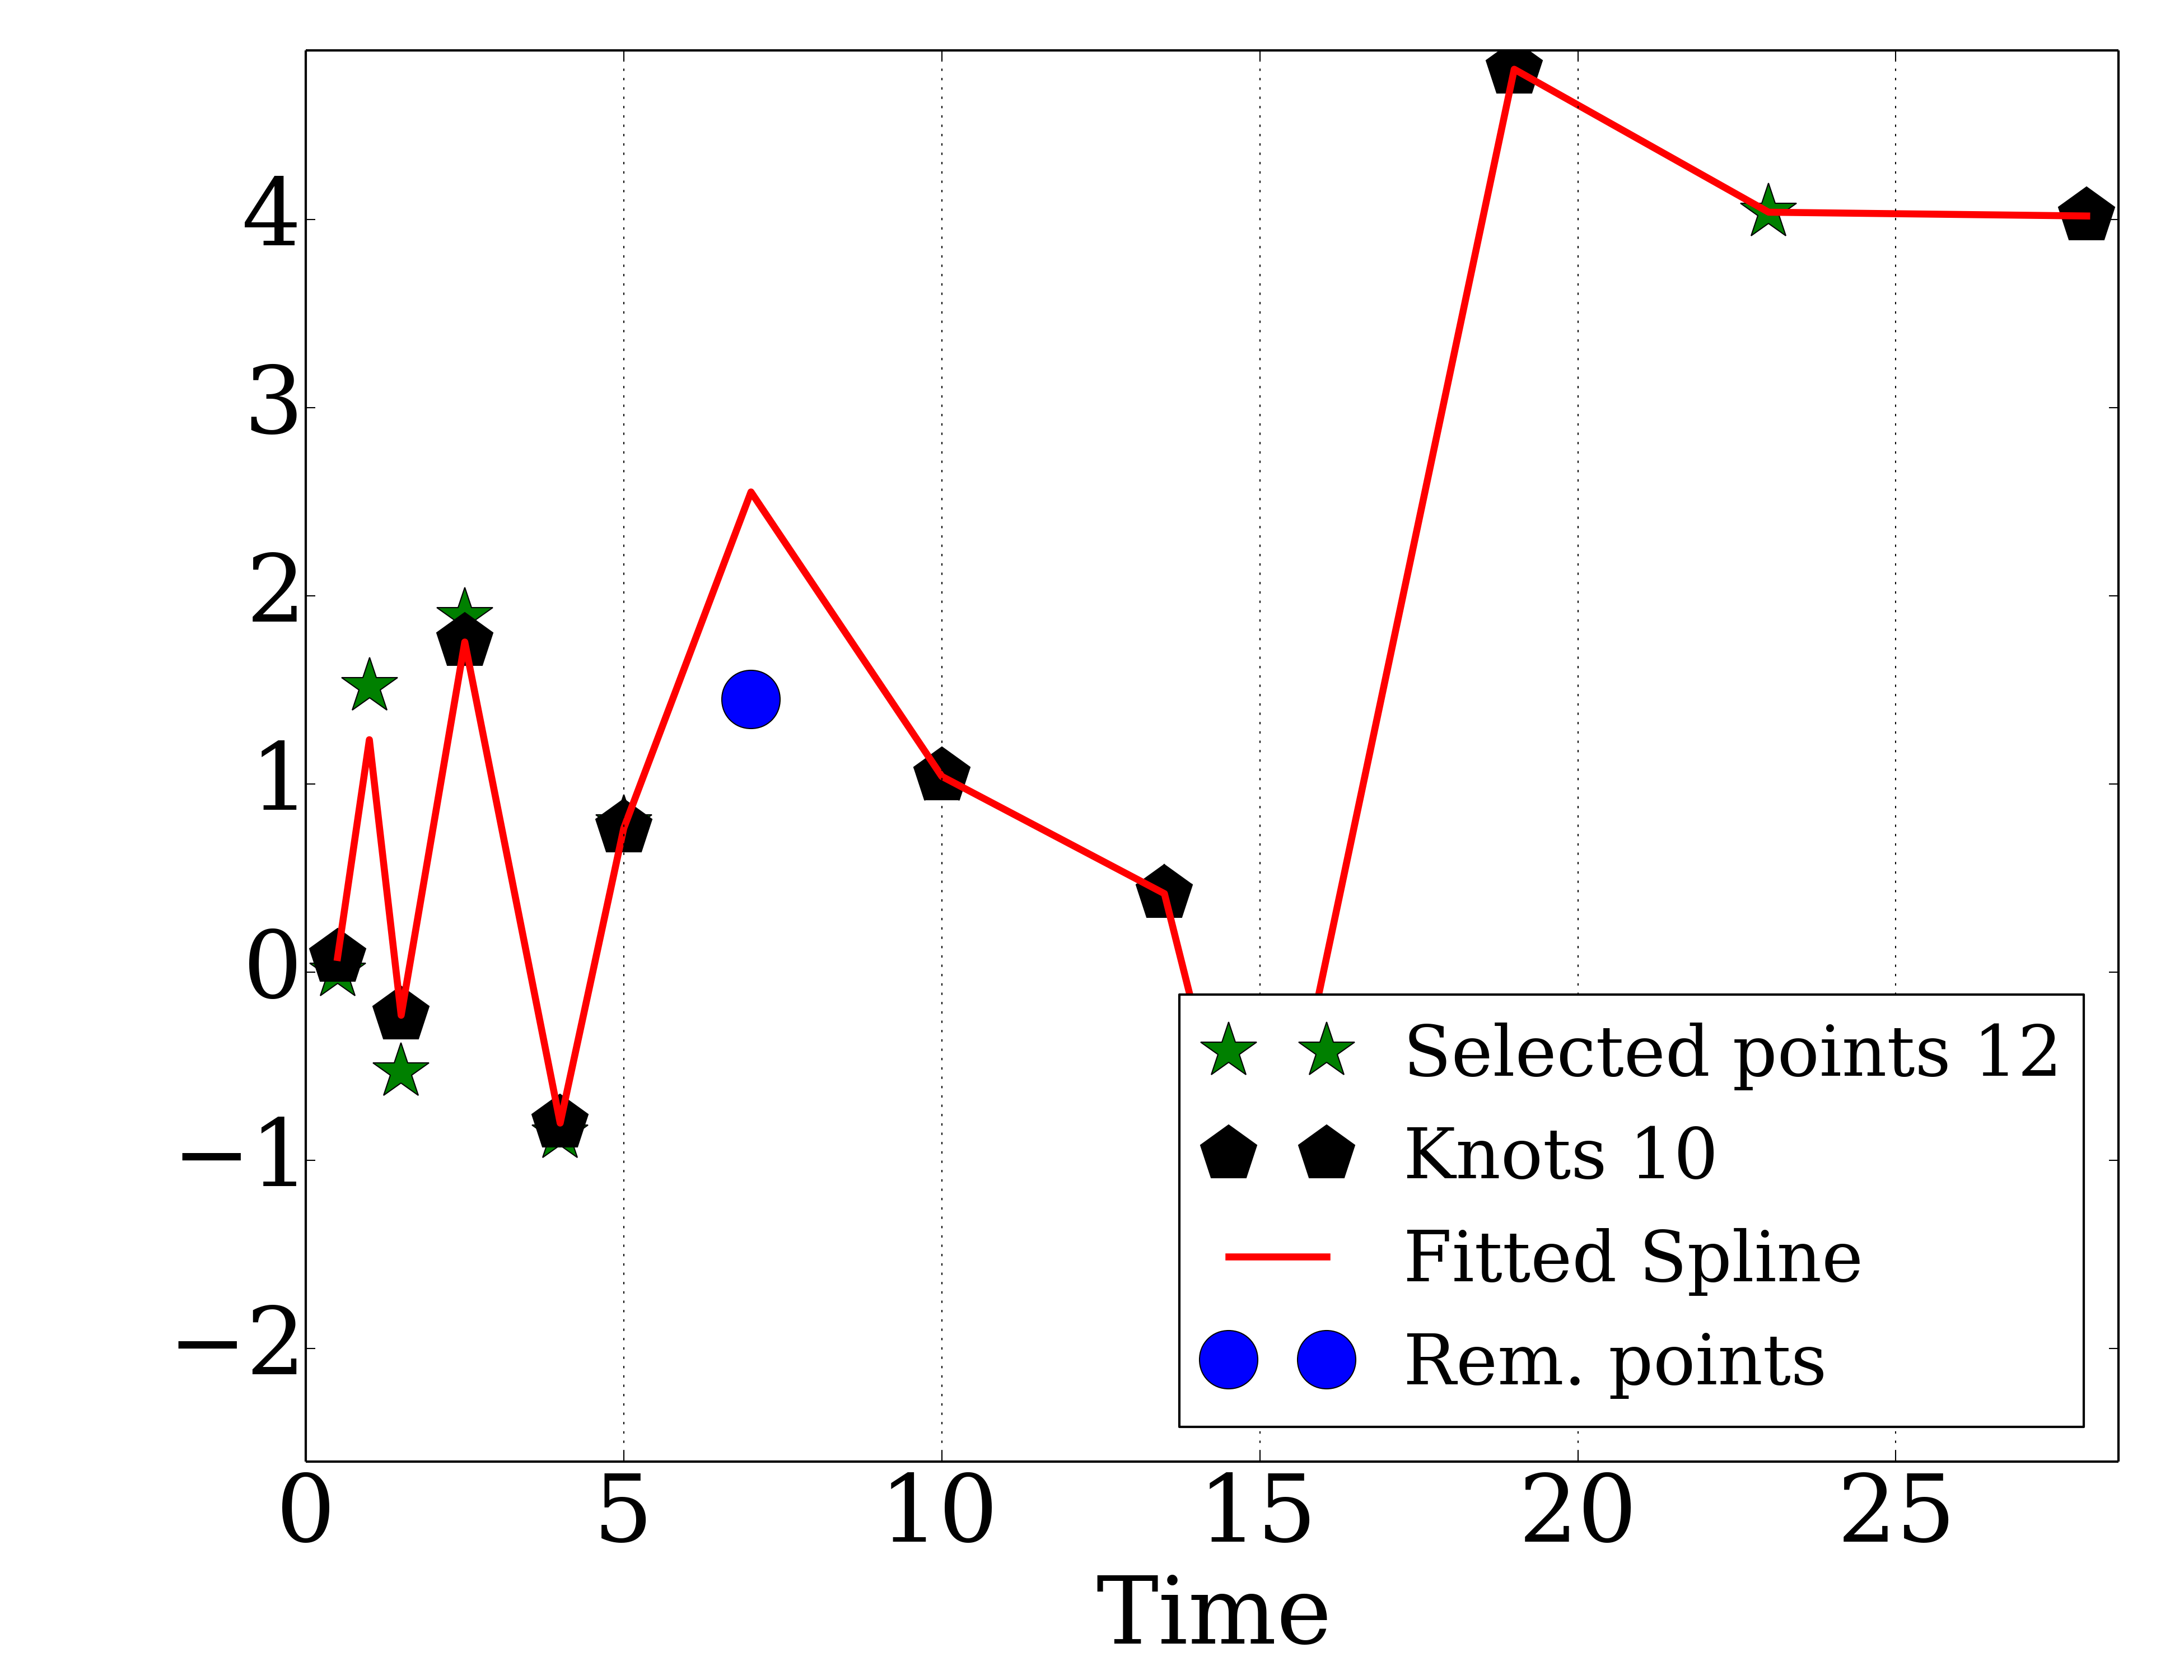 4
3
2
1
0
−1
−2
Selected points 12
Knots 10
Fitted Spline
Rem. points
0 5 10 15 20 25
Time